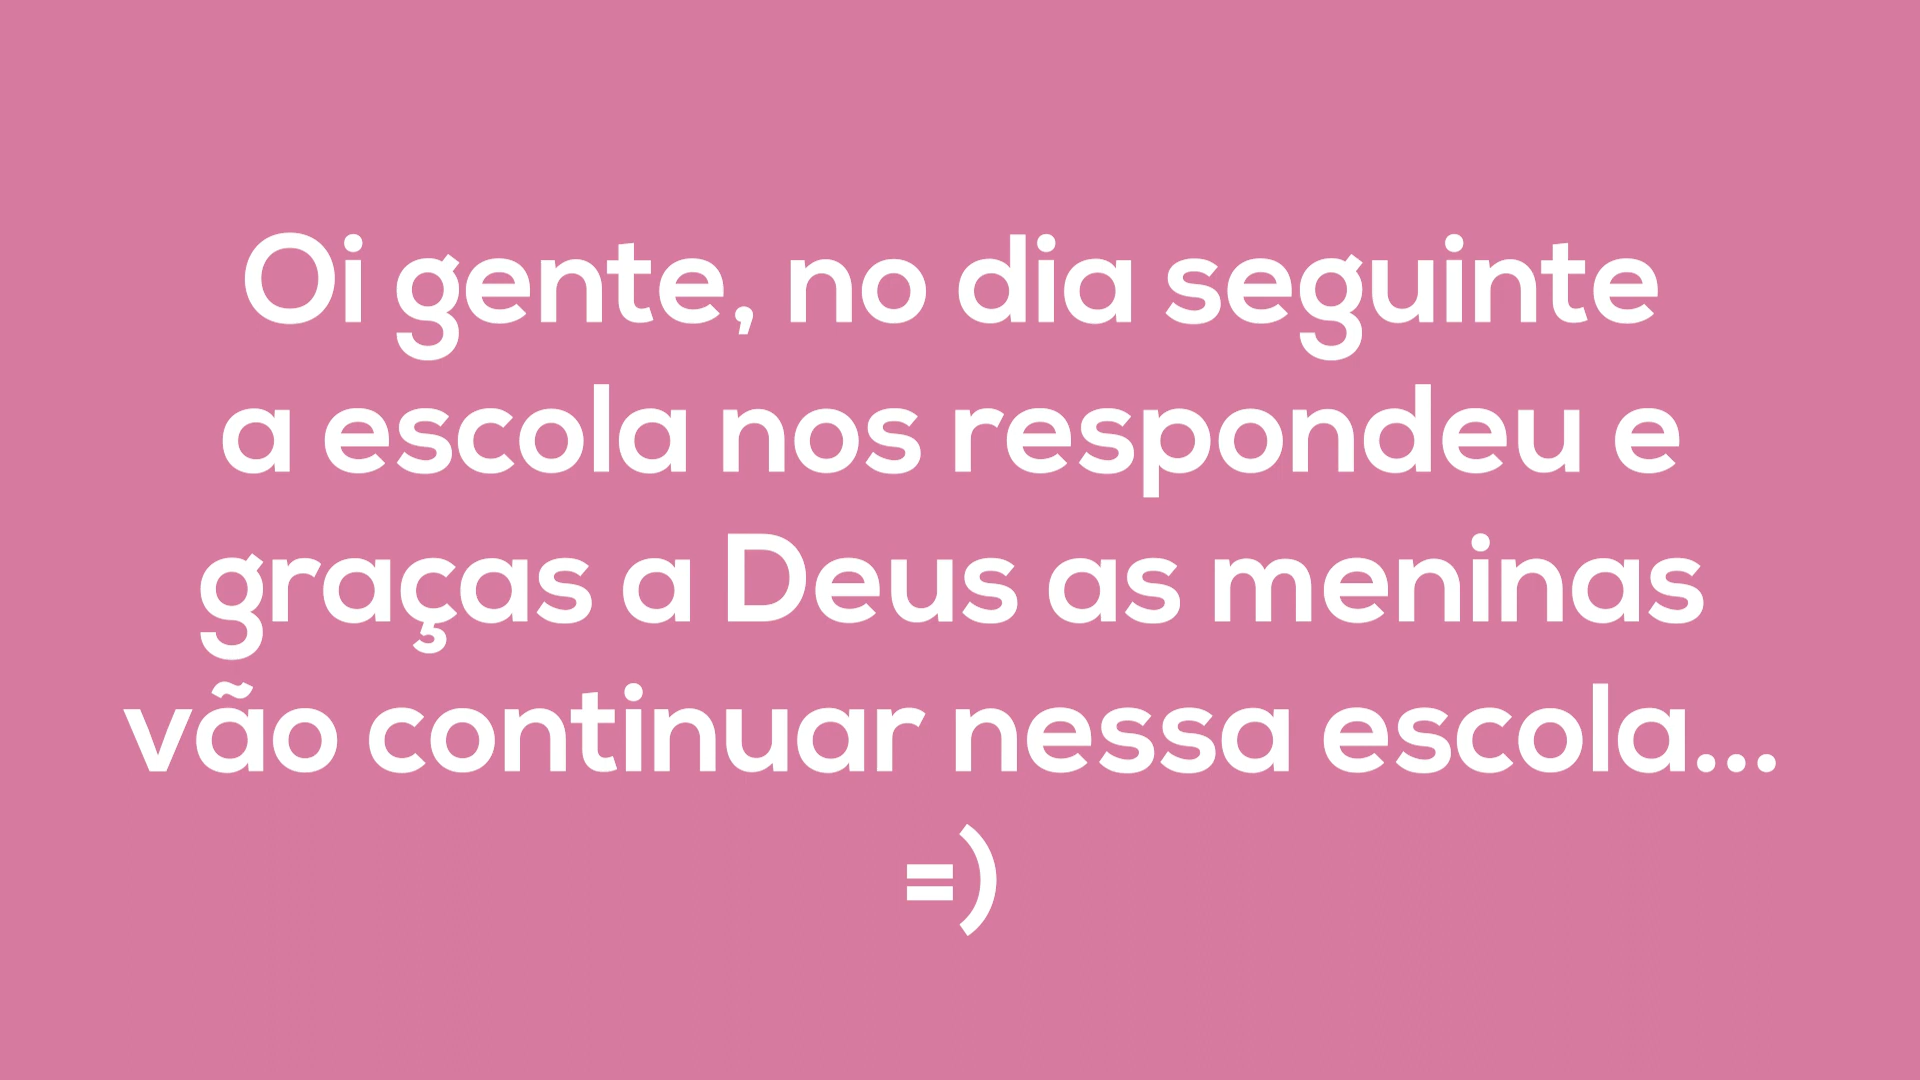 Oi gente, no dia seguinte
a escola nos respondeu e
graças a Deus as meninas
vão continuar nessa escola...
=)